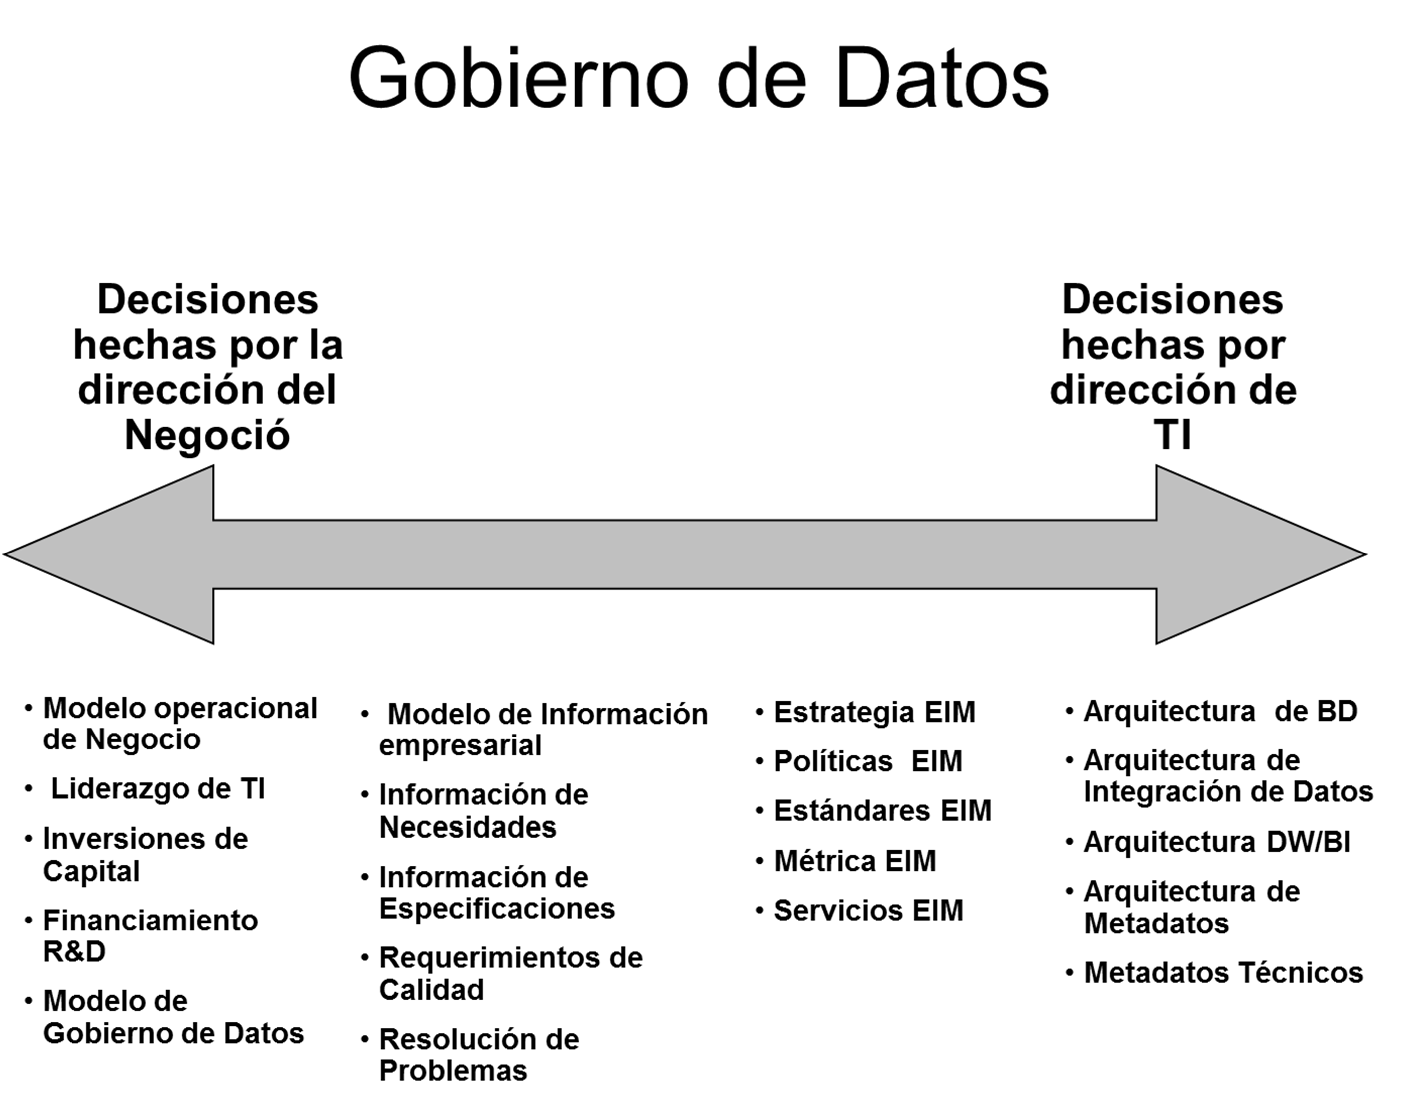 Gobierno de Datos
Decisiones
hechas por la
dirección del
Negoció
Decisiones
hechas por
dirección de
TI
• Modelo operacional
de Negocio
• Liderazgo de TI
• Inversiones de
Capital
• Financiamiento
R&D
• Modelo de
Gobierno de Datos
• Modelo de Información
empresarial
• Información de
Necesidades
• Información de
Especificaciones
• Requerimientos de
Calidad
• Resolución de
Problemas
• Estrategia EIM
• Políticas EIM
• Estándares EIM
• Métrica EIM
• Servicios EIM
• Arquitectura de BD
• Arquitectura de
Integración de Datos
• Arquitectura DW/BI
• Arquitectura de
Metadatos
• Metadatos Técnicos